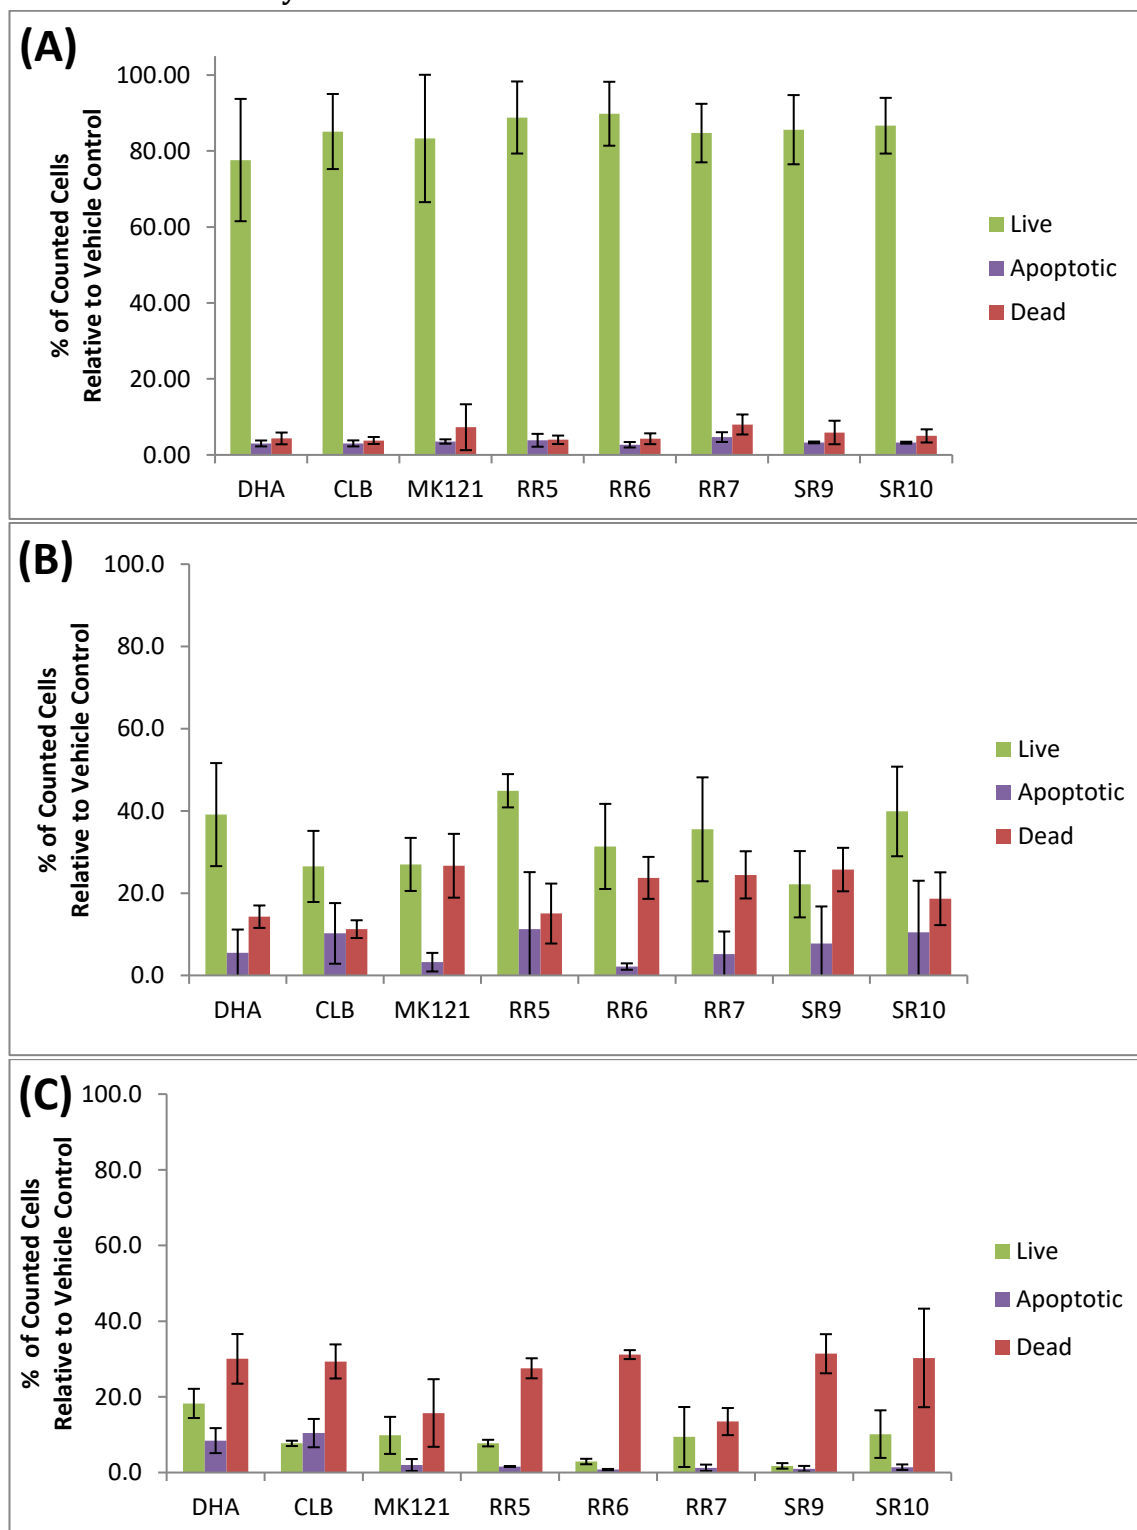 (A)
100.00
80.00
60.00
40.00
20.00
0.00
% of Counted Cells
Relative to Vehicle Control
DHA CLB MK121 RR5 RR6 RR7 SR9 SR10
Live
Apoptotic
Dead
(B)
100.0
80.0
60.0
40.0
20.0
0.0
% of Counted Cells
Relative to Vehicle Control
DHA CLB MK121 RR5 RR6 RR7 SR9 SR10
Live
Apoptotic
Dead
(C)
100.0
80.0
60.0
40.0
20.0
0.0
% of Counted Cells
Relative to Vehicle Control
DHA CLB MK121 RR5 RR6 RR7 SR9 SR10
Live
Apoptotic
Dead